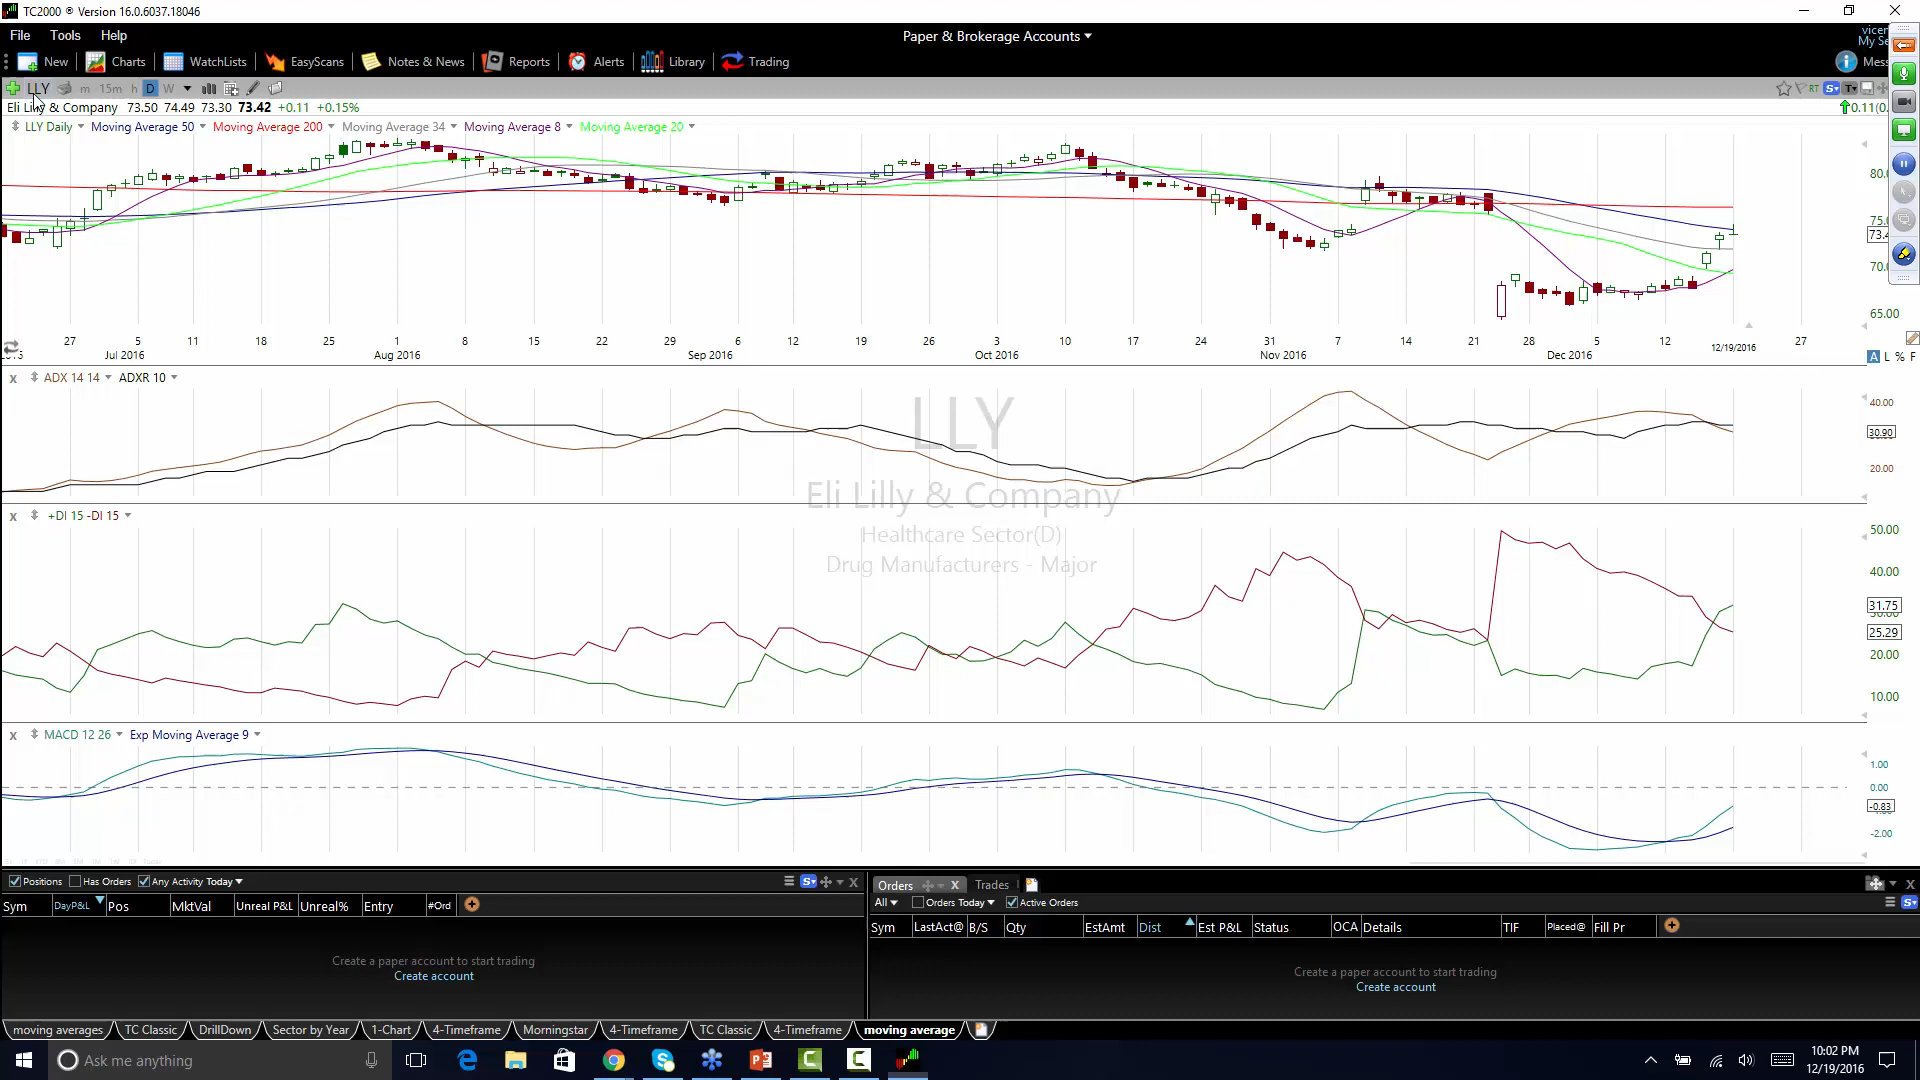 TC2000 ® Version 16.0.6037.18046
File Tools Help
Paper & Brokerage Accounts
New Charts WatchLists EasyScans Notes & News Reports Alerts Library Trading
LLY m 15m h D W
RT
Eli Lilly & Company 73.50 74.49 73.30 73.42 +0.11 +0.15%
LLY Daily Moving Average 50 Moving Average 200 Moving Average 34 Moving Average 8 Moving Average 20
80.
75.
73.4
70.
65.00
27 5 11 18 25 1 8 15 22 29 6 12 19 26 3 10 17 24 31 7 14 21 28 5 12 12/19/2016 27
Jul 2016 Aug 2016 Sep 2016 Oct 2016 Nov 2016 Dec 2016
A L % F
ADX 14 14 ADXR 10
40.00
30.90
20.00
LLY
Eli Lilly & Company
Healthcare Sector(D)
Drug Manufacturers - Major
+DI 15 -DI 15
50.00
40.00
31.75
25.29
20.00
10.00
MACD 12 26 Exp Moving Average 9
1.00
0.00
-0.83
-2.00
Positions Has Orders Any Activity Today
Sym DayP&L Pos MktVal Unreal P&L Unreal% Entry #Ord
Create a paper account to start trading
Create account
Orders Trades
All Orders Today Active Orders
Sym LastAct@ B/S Qty EstAmt Dist Est P&L Status OCA Details TIF Placed@ Fill Pr
Create a paper account to start trading
Create account
moving averages TC Classic DrillDown Sector by Year 1-Chart 4-Timeframe Morningstar 4-Timeframe TC Classic 4-Timeframe moving average
Ask me anything
10:02 PM
12/19/2016